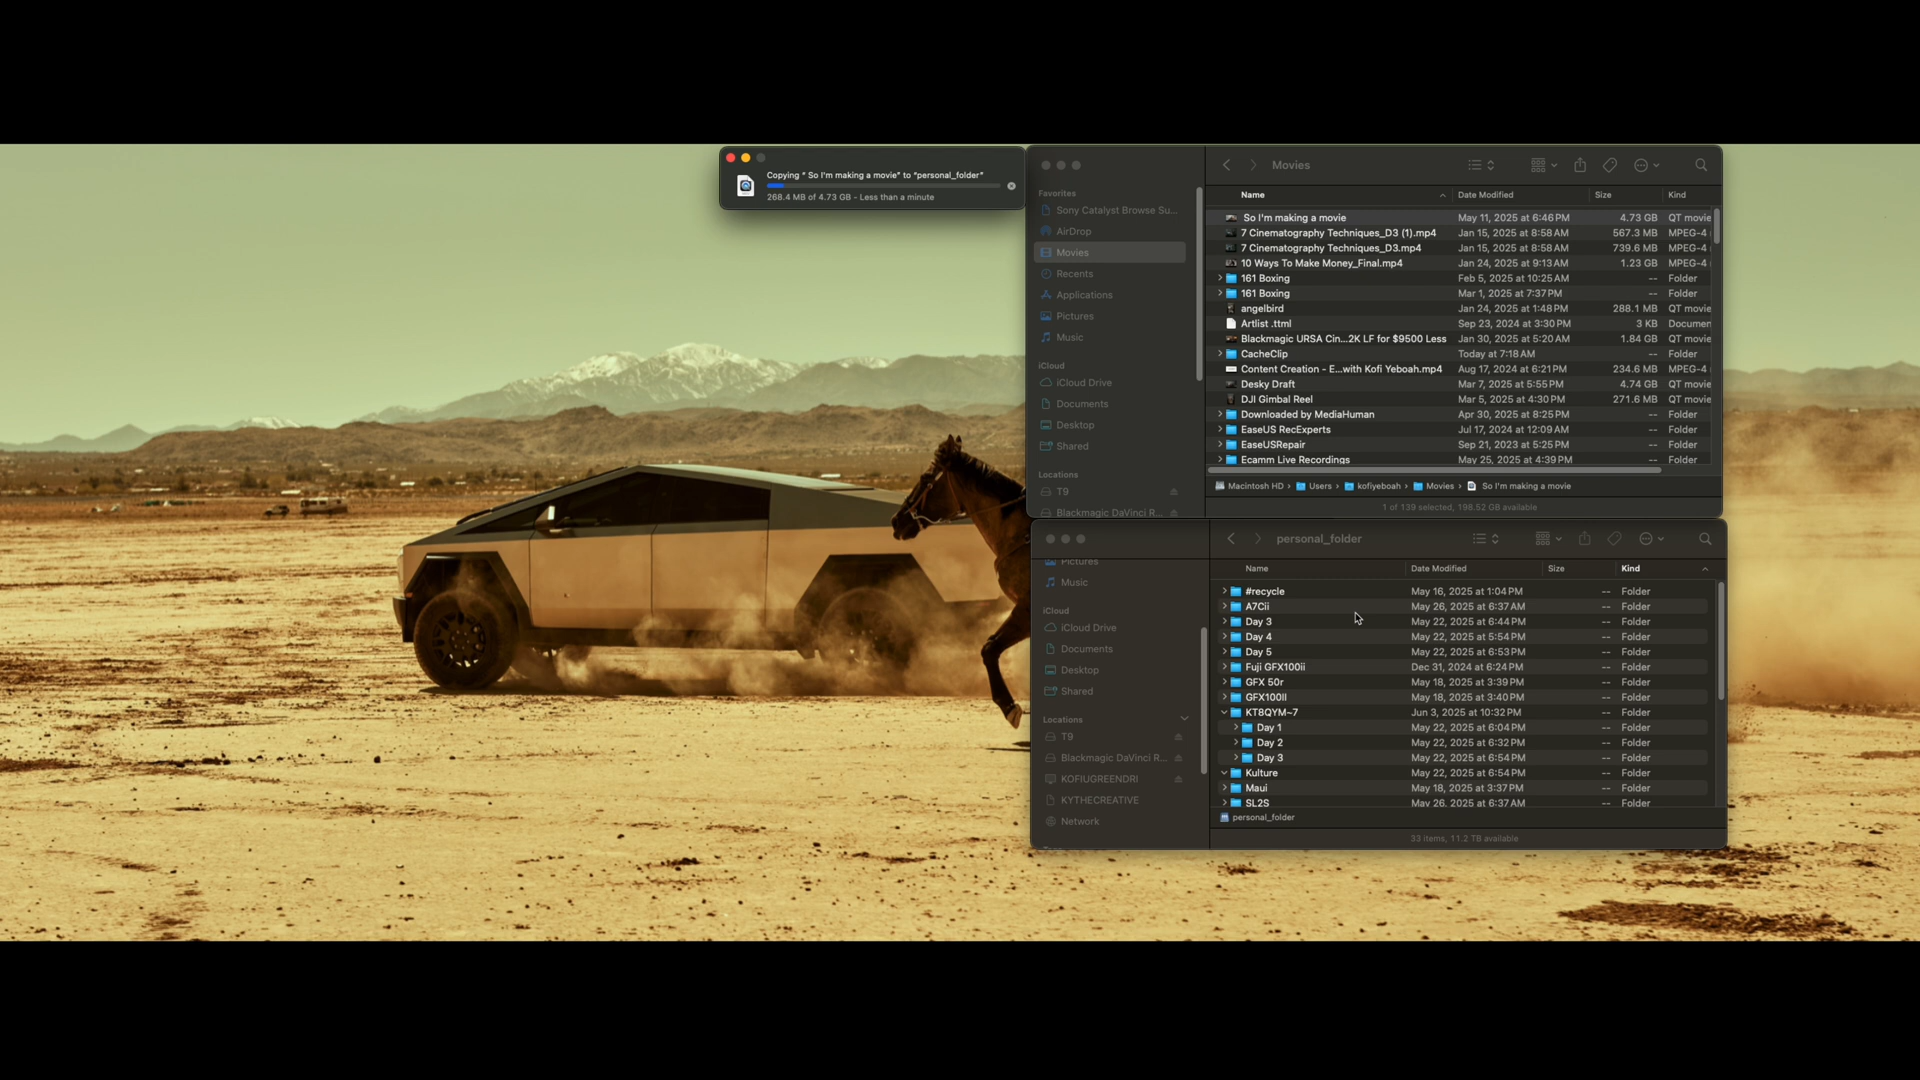 Copying “ So I'm making a movie” to “personal_folder”
268.4 MB of 4.73 GB - Less than a minute
Movies
Favorites
Sony Catalyst Browse Su...
AirDrop
Movies
Recents
Applications
Pictures
Music
iCloud
iCloud Drive
Documents
Desktop
Shared
Locations
T9
Blackmagic DaVinci R...
Name Date Modified Size Kind
So I'm making a movie May 11, 2025 at 6:46 PM 4.73 GB QT movie
7 Cinematography Techniques_D3 (1).mp4 Jan 15, 2025 at 8:58 AM 567.3 MB MPEG-4
7 Cinematography Techniques_D3.mp4 Jan 15, 2025 at 8:58 AM 739.6 MB MPEG-4
10 Ways To Make Money_Final.mp4 Jan 24, 2025 at 9:13 AM 1.23 GB MPEG-4
161 Boxing Feb 5, 2025 at 10:25 AM -- Folder
161 Boxing Mar 1, 2025 at 7:37 PM -- Folder
angelbird Jan 24, 2025 at 1:48 PM 288.1 MB QT movie
Artlist .ttml Sep 23, 2024 at 3:30 PM 3 KB Documen
Blackmagic URSA Cin...2K LF for $9500 Less Jan 30, 2025 at 5:20 AM 1.84 GB QT movie
CacheClip Today at 7:18 AM -- Folder
Content Creation - E...with Kofi Yeboah.mp4 Aug 17, 2024 at 6:21 PM 234.6 MB MPEG-4
Desky Draft Mar 7, 2025 at 5:55 PM 4.74 GB QT movie
DJI Gimbal Reel Mar 5, 2025 at 4:30 PM 271.6 MB QT movie
Downloaded by MediaHuman Apr 30, 2025 at 8:25 PM -- Folder
EaseUS RecExperts Jul 17, 2024 at 12:09 AM -- Folder
EaseUSRepair Sep 21, 2023 at 5:25 PM -- Folder
Ecamm Live Recordings May 25, 2025 at 4:39 PM -- Folder
Macintosh HD › Users › kofiyeboah › Movies › So I'm making a movie
1 of 139 selected, 198.52 GB available
personal_folder
Pictures
Music
iCloud
iCloud Drive
Documents
Desktop
Shared
Locations
T9
Blackmagic DaVinci R...
KOFIUGREENDRI
KYTHECREATIVE
Network
Name Date Modified Size Kind
#recycle May 16, 2025 at 1:04 PM -- Folder
A7Cii May 26, 2025 at 6:37 AM -- Folder
Day 3 May 22, 2025 at 6:44 PM -- Folder
Day 4 May 22, 2025 at 5:54 PM -- Folder
Day 5 May 22, 2025 at 6:53 PM -- Folder
Fuji GFX100ii Dec 31, 2024 at 6:24 PM -- Folder
GFX 50r May 18, 2025 at 3:39 PM -- Folder
GFX100II May 18, 2025 at 3:40 PM -- Folder
KT8QYM~7 Jun 3, 2025 at 10:32 PM -- Folder
Day 1 May 22, 2025 at 6:04 PM -- Folder
Day 2 May 22, 2025 at 6:32 PM -- Folder
Day 3 May 22, 2025 at 6:54 PM -- Folder
Kulture May 22, 2025 at 6:54 PM -- Folder
Maui May 18, 2025 at 3:37 PM -- Folder
SL2S May 26, 2025 at 6:37 AM -- Folder
personal_folder
33 items, 11.2 TB available